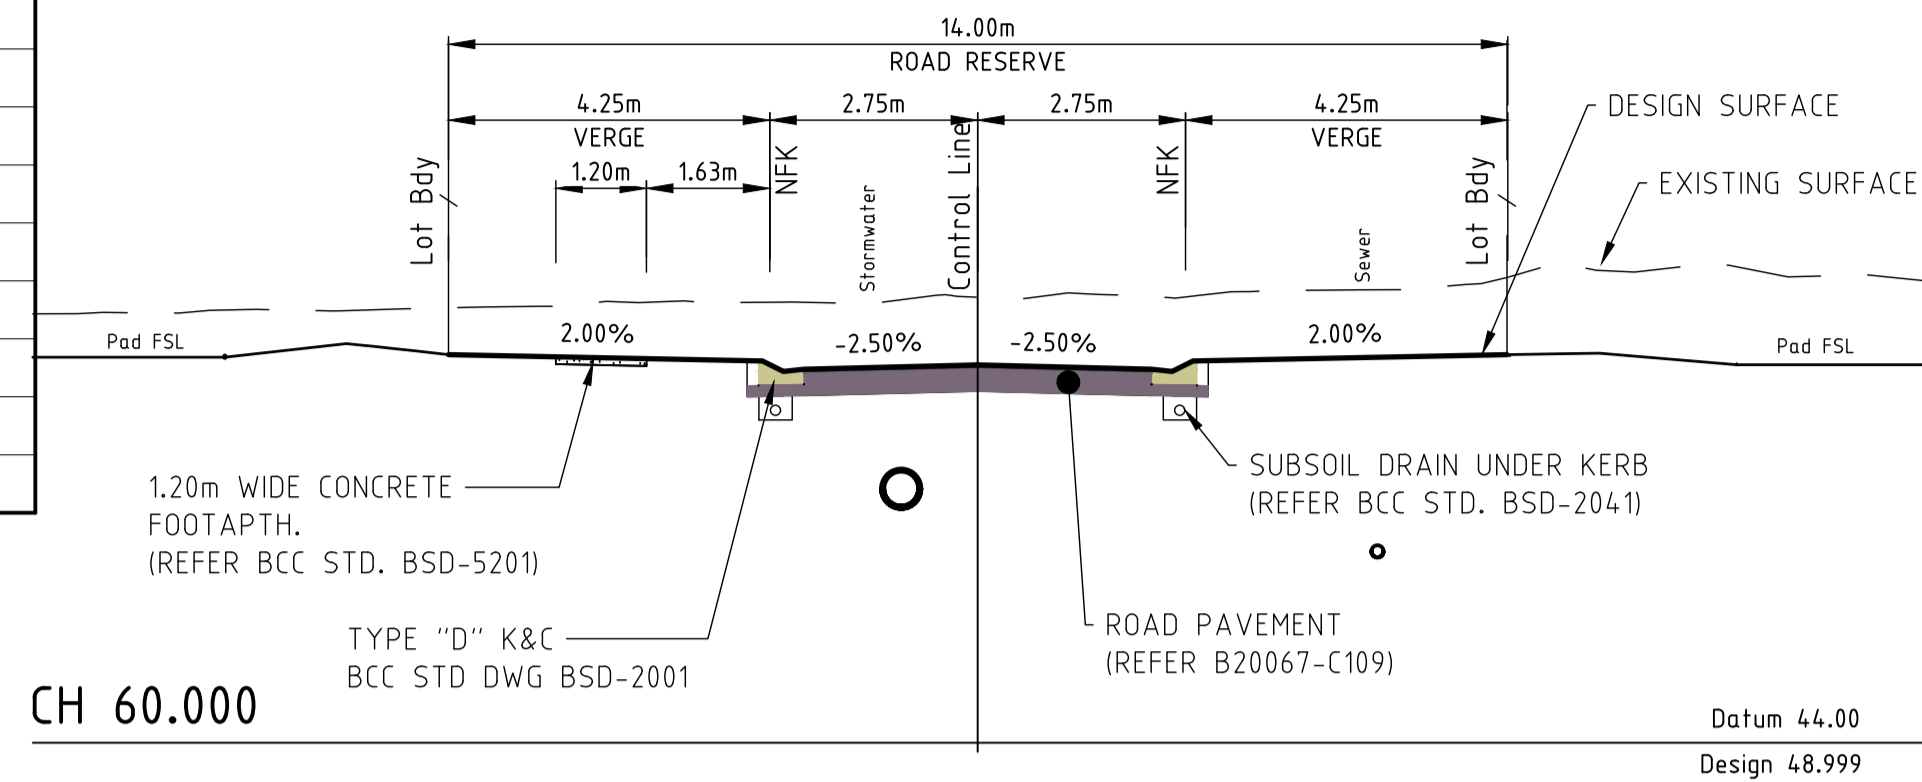 14.00m
ROAD RESERVE
4.25m
2.75m
2.75m
4.25m
VERGE
VERGE
1.20m
1.63m
Lot Bdy
NFK
Stormwater
Control Line
NFK
Sewer
Lot Bdy
DESIGN SURFACE
EXISTING SURFACE
Pad FSL
2.00%
-2.50%
-2.50%
2.00%
Pad FSL
1.20m WIDE CONCRETE
FOOTAPTH.
(REFER BCC STD. BSD-5201)
SUBSOIL DRAIN UNDER KERB
(REFER BCC STD. BSD-2041)
TYPE "D" K&C
BCC STD DWG BSD-2001
ROAD PAVEMENT
(REFER B20067-C109)
CH 60.000
Datum 44.00
Design 48.999